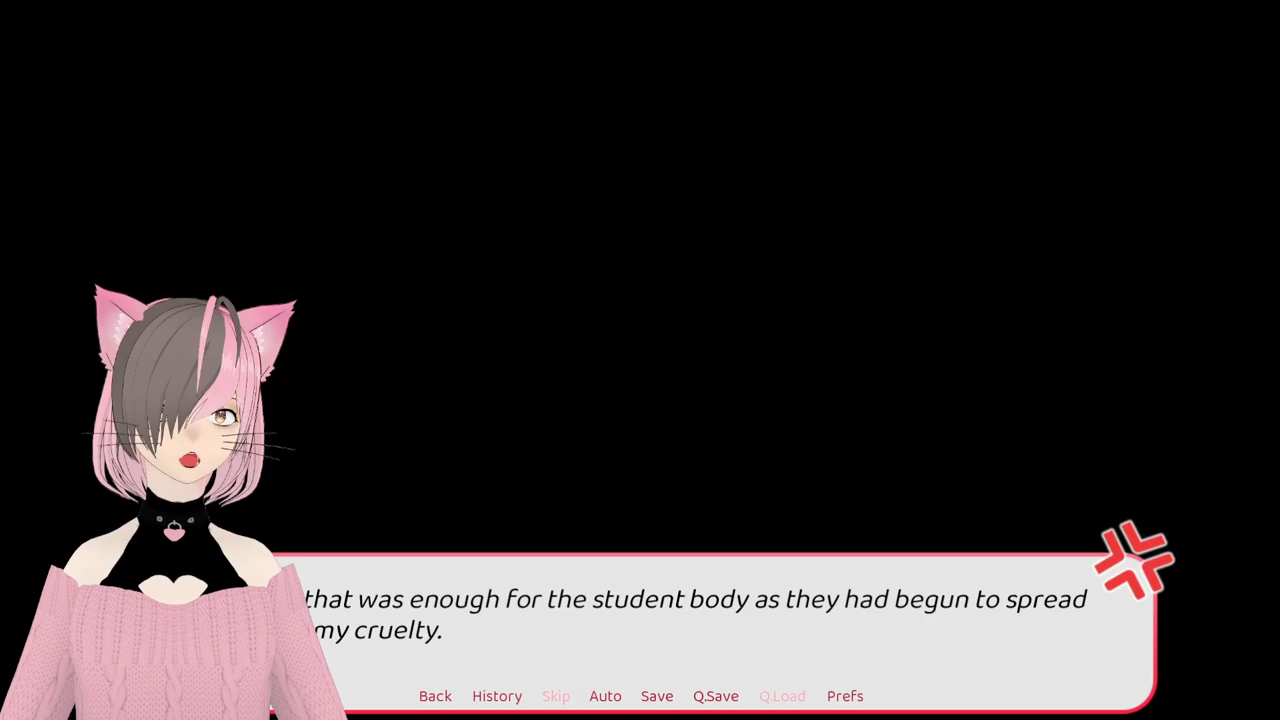 that was enough for the student body as they had begun to spread
my cruelty.
Back History Skip Auto Save Q.Save Q.Load Prefs